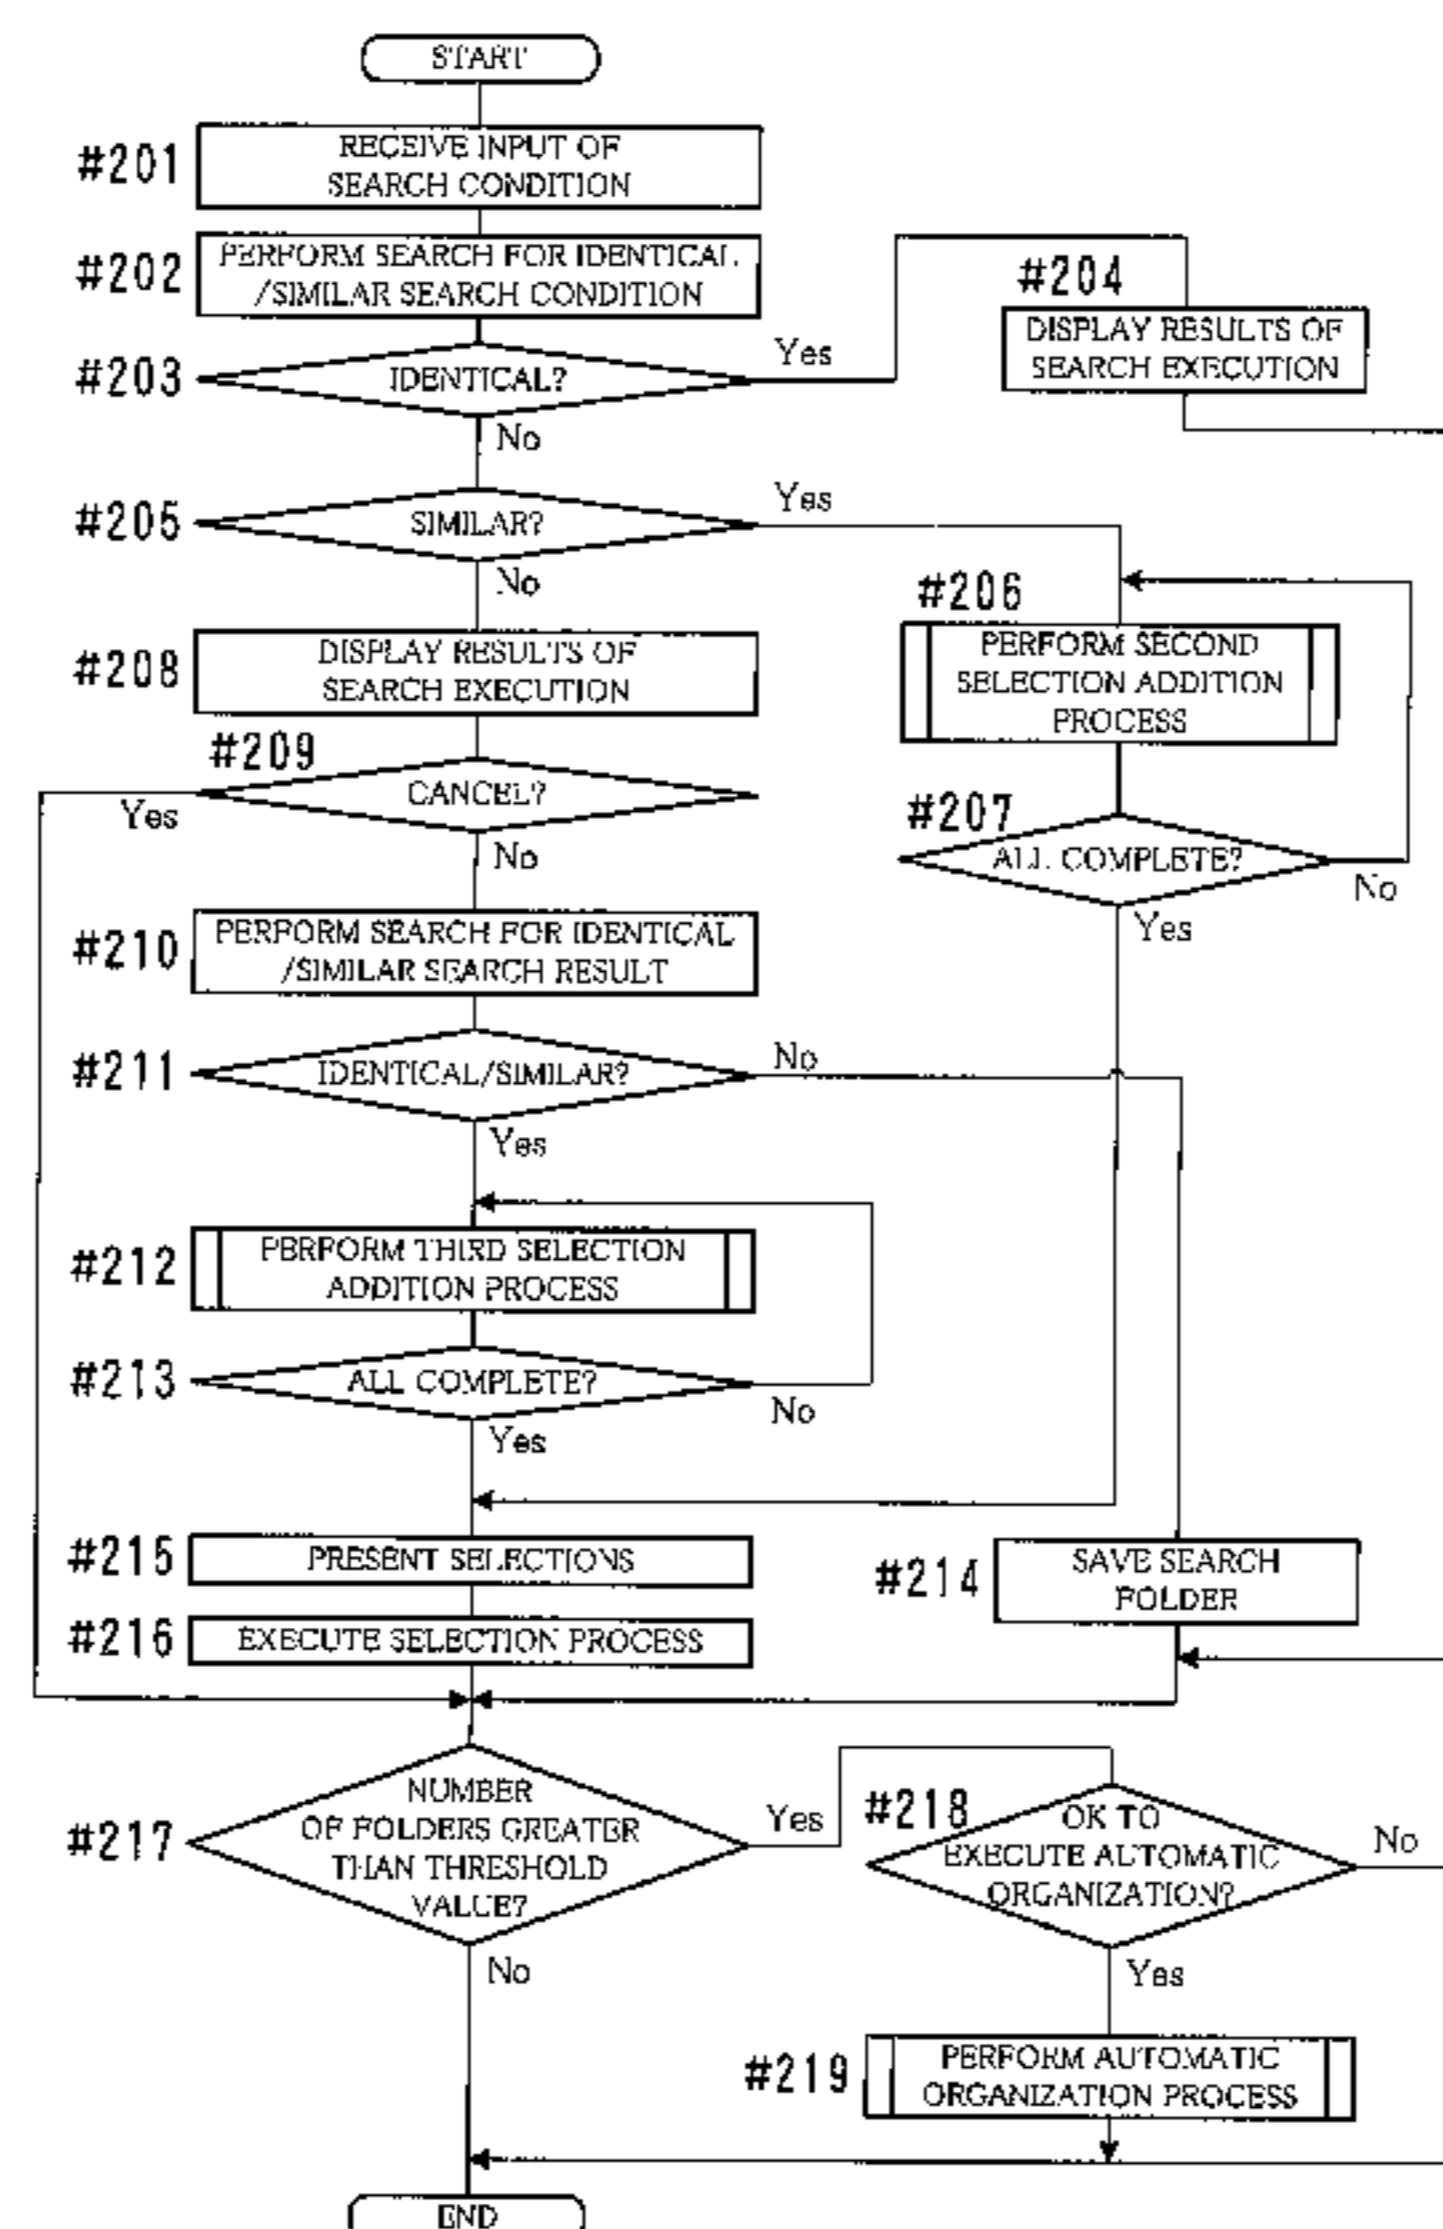 START
#201
RECEIVE INPUT OF
SEARCH CONDITION
#202
PERFORM SEARCH FOR IDENTICAL
/SIMILAR SEARCH CONDITION
#203
IDENTICAL?
Yes
No
#204
DISPLAY RESULTS OF
SEARCH EXECUTION
#205
SIMILAR?
Yes
No
#206
PERFORM SECOND
SELECTION ADDITION
PROCESS
#207
ALL COMPLETE?
No
Yes
#208
DISPLAY RESULTS OF
SEARCH EXECUTION
#209
CANCEL?
Yes
No
#210
PERFORM SEARCH FOR IDENTICAL
/SIMILAR SEARCH RESULT
#211
IDENTICAL/SIMILAR?
No
Yes
#212
PERFORM THIRD SELECTION
ADDITION PROCESS
#213
ALL COMPLETE?
No
Yes
#214
SAVE SEARCH
FOLDER
#215
PRESENT SELECTIONS
#216
EXECUTE SELECTION PROCESS
#217
NUMBER
OF FOLDERS GREATER
THAN THRESHOLD
VALUE?
Yes
No
#218
OK TO
EXECUTE AUTOMATIC
ORGANIZATION?
No
Yes
#219
PERFORM AUTOMATIC
ORGANIZATION PROCESS
END